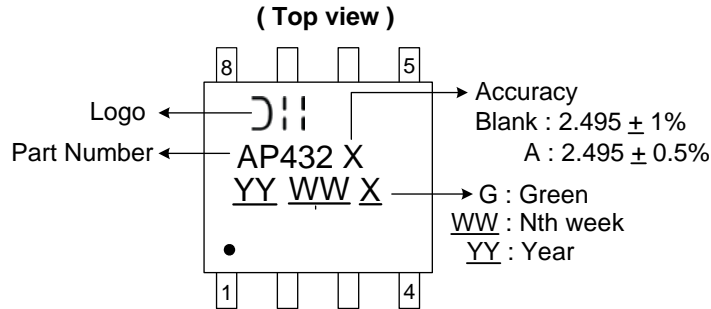 ( Top view )
8 5
Logo
Accuracy
Blank : 2.495 ± 1%
A : 2.495 ± 0.5%
Part Number
AP432 X
YY WW X
G : Green
WW : Nth week
YY : Year
1 4